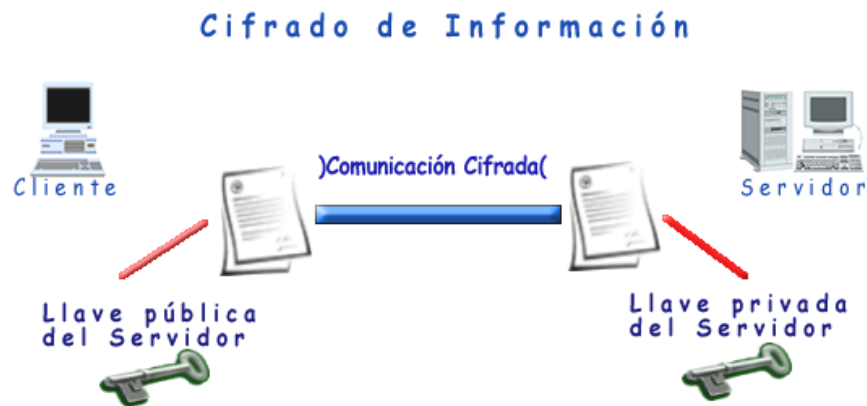 Cifrado de Información
)Comunicación Cifrada(
Cliente
Servidor
Llave pública
del Servidor
Llave privada
del Servidor